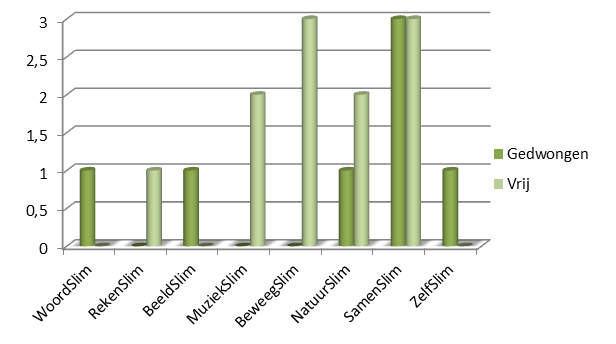 3
2,5
2
1,5
1
0,5
0
WoordSlim
RekenSlim
BeeldSlim
MuziekSlim
BeweegSlim
NatuurSlim
SamenSlim
ZelfSlim
Gedwongen
Vrij